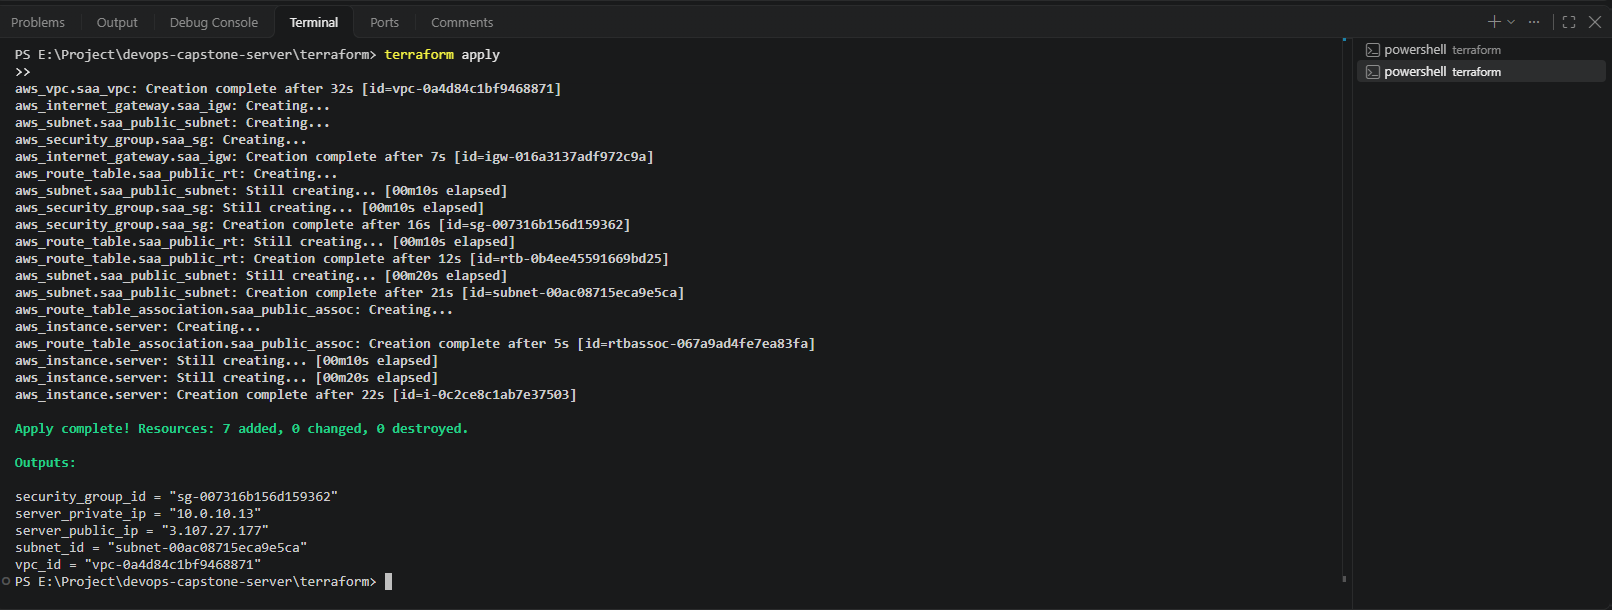 Problems Output Debug Console Terminal Ports Comments
PS E:\Project\devops-capstone-server\terraform> terraform apply
>>
aws_vpc.saa_vpc: Creation complete after 32s [id=vpc-0a4d84c1bf9468871]
aws_internet_gateway.saa_igw: Creating...
aws_subnet.saa_public_subnet: Creating...
aws_security_group.saa_sg: Creating...
aws_internet_gateway.saa_igw: Creation complete after 7s [id=igw-016a3137adf972c9a]
aws_route_table.saa_public_rt: Creating...
aws_subnet.saa_public_subnet: Still creating... [00m10s elapsed]
aws_security_group.saa_sg: Still creating... [00m10s elapsed]
aws_security_group.saa_sg: Creation complete after 16s [id=sg-007316b156d159362]
aws_route_table.saa_public_rt: Still creating... [00m10s elapsed]
aws_route_table.saa_public_rt: Creation complete after 12s [id=rtb-0b4ee45591669bd25]
aws_subnet.saa_public_subnet: Still creating... [00m20s elapsed]
aws_subnet.saa_public_subnet: Creation complete after 21s [id=subnet-00ac08715eca9e5ca]
aws_route_table_association.saa_public_assoc: Creating...
aws_instance.server: Creating...
aws_route_table_association.saa_public_assoc: Creation complete after 5s [id=rtbassoc-067a9ad4fe7ea83fa]
aws_instance.server: Still creating... [00m10s elapsed]
aws_instance.server: Still creating... [00m20s elapsed]
aws_instance.server: Creation complete after 22s [id=i-0c2ce8c1ab7e37503]
Apply complete! Resources: 7 added, 0 changed, 0 destroyed.
Outputs:
security_group_id = "sg-007316b156d159362"
server_private_ip = "10.0.10.13"
server_public_ip = "3.107.27.177"
subnet_id = "subnet-00ac08715eca9e5ca"
vpc_id = "vpc-0a4d84c1bf9468871"
PS E:\Project\devops-capstone-server\terraform>
powershell terraform
powershell terraform